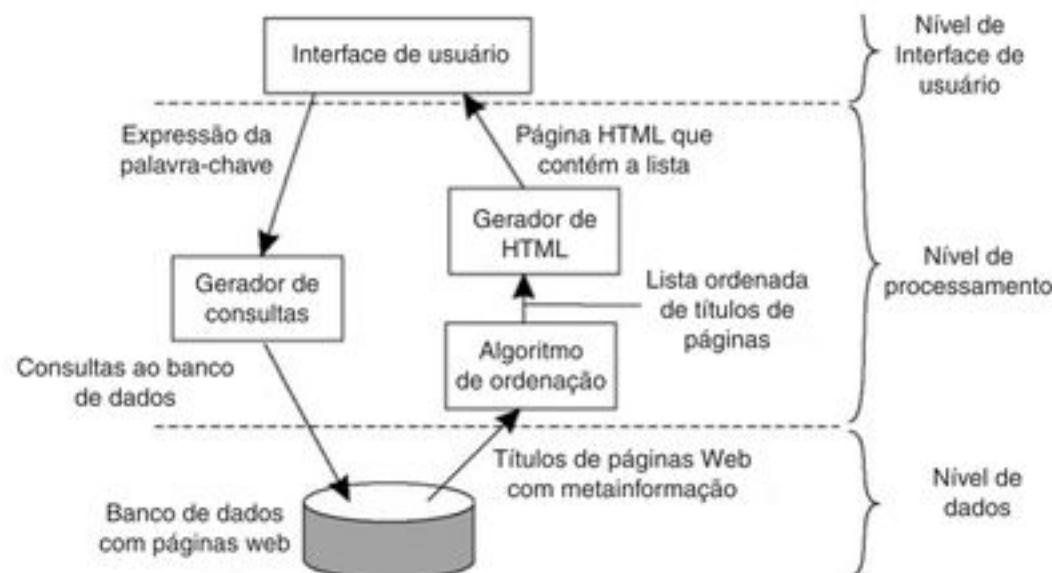 Interface de usuário
Nível de
Interface de
usuário
Expressão da
palavra-chave
Página HTML que
contém a lista
Gerador de
HTML
Gerador de
consultas
Lista ordenada
de títulos de
páginas
Nível de
processamento
Algoritmo
de ordenação
Consultas ao banco
de dados
Títulos de páginas Web
com metainformação
Banco de dados
com páginas web
Nível de
dados